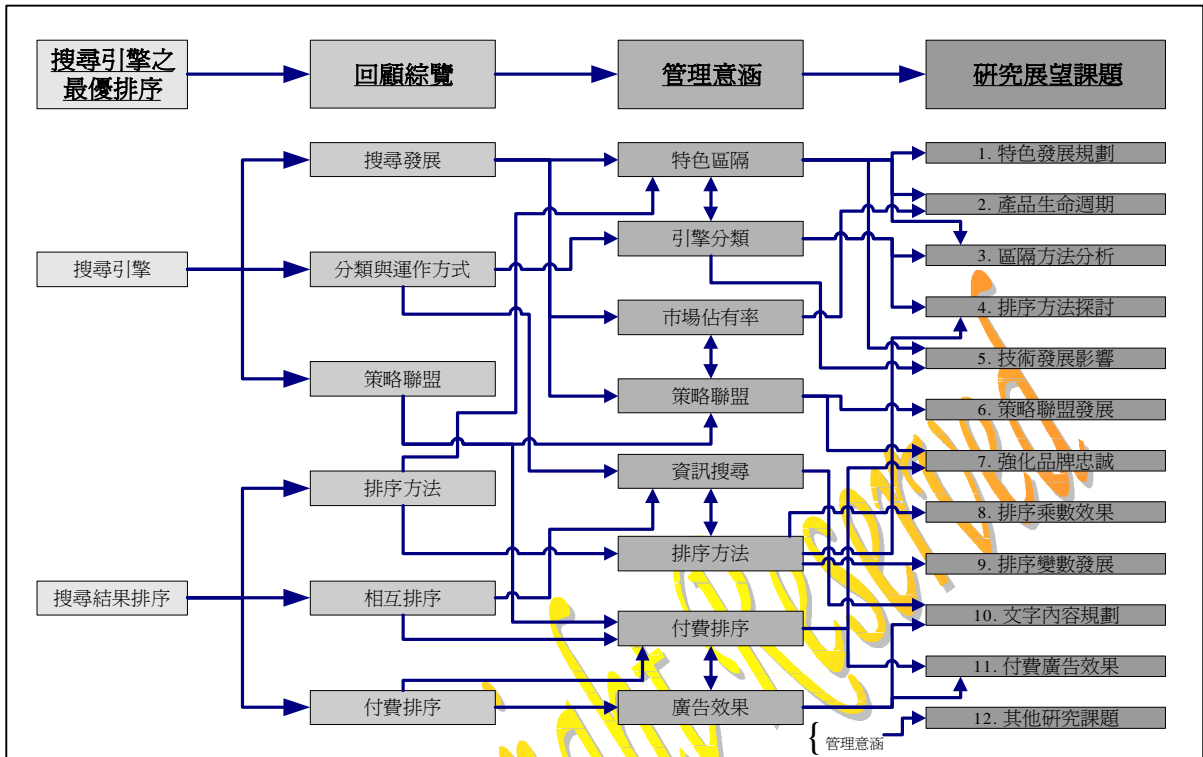 搜尋引擎之
最優排序
回顧綜覽
管理意涵
研究展望課題
搜尋發展
特色區隔
1. 特色發展規劃
2. 產品生命週期
引擎分類
搜尋引擎
分類與運作方式
3. 區隔方法分析
市場佔有率
4. 排序方法探討
5. 技術發展影響
策略聯盟
策略聯盟
6. 策略聯盟發展
資訊搜尋
7. 強化品牌忠誠
排序方法
8. 排序乘數效果
排序方法
9. 排序變數發展
搜尋結果排序
相互排序
10. 文字內容規劃
付費排序
11. 付費廣告效果
付費排序
廣告效果
12. 其他研究課題
{ 管理意涵
ght Reserved